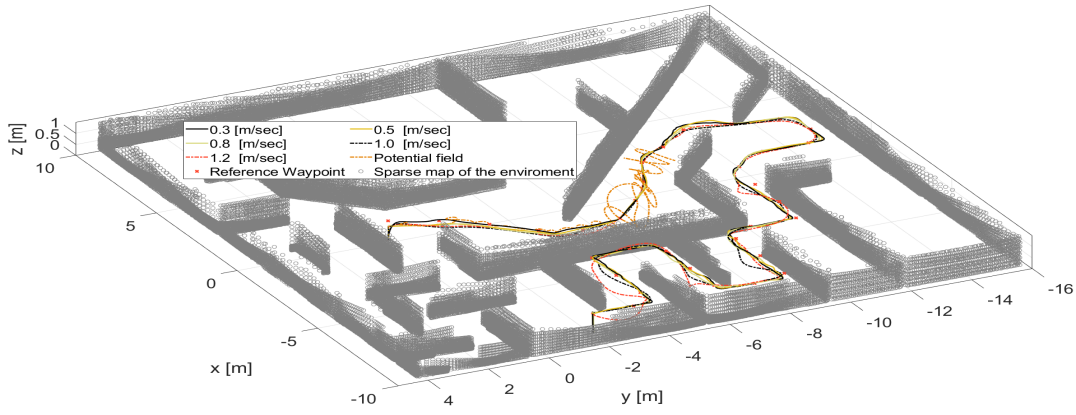 1
0.5
0
z [m]
10
5
0
-5
-10
x [m]
4
2
0
-2
-4
-6
-8
-10
-12
-14
-16
y [m]
0.3 [m/sec]
0.5 [m/sec]
0.8 [m/sec]
1.0 [m/sec]
1.2 [m/sec]
Potential field
Reference Waypoint
Sparse map of the enviroment